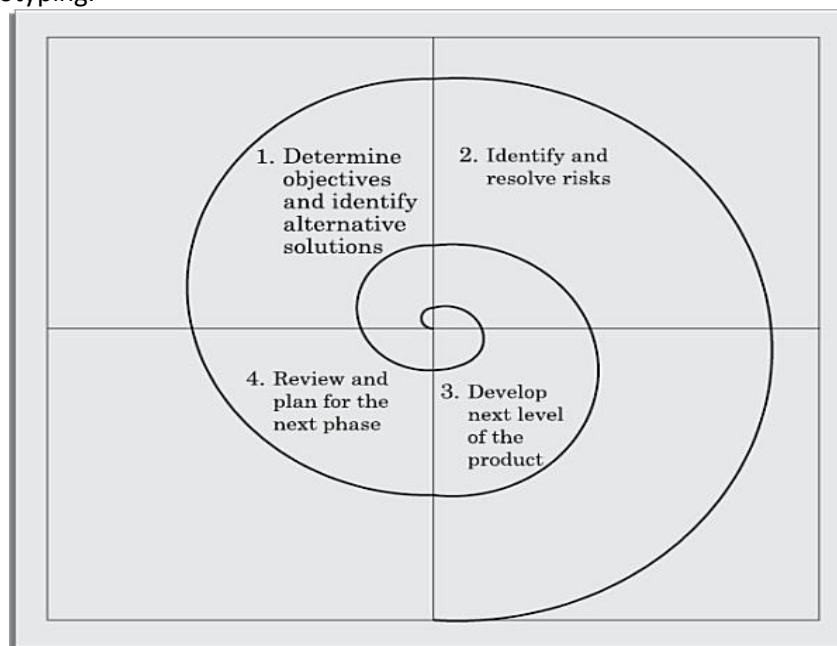 otyping.
1. Determine
objectives
and identify
alternative
solutions
2. Identify and
resolve risks
4. Review and
plan for the
next phase
3. Develop
next level
of the
product